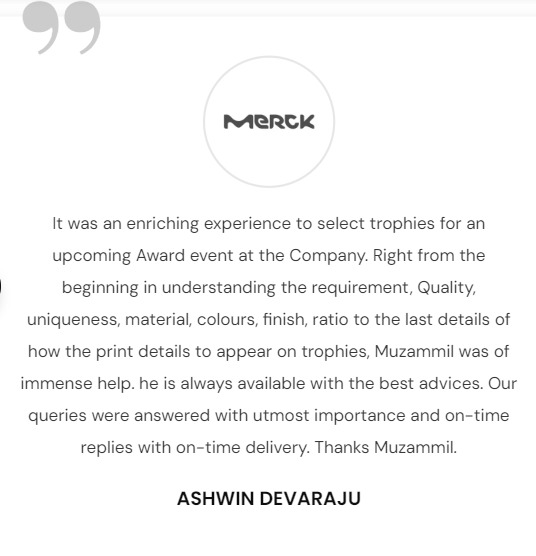 MERCK
It was an enriching experience to select trophies for an
upcoming Award event at the Company. Right from the
beginning in understanding the requirement, Quality,
uniqueness, material, colours, finish, ratio to the last details of
how the print details to appear on trophies, Muzammil was of
immense help. he is always available with the best advices. Our
queries were answered with utmost importance and on-time
replies with on-time delivery. Thanks Muzammil.
ASHWIN DEVARAJU